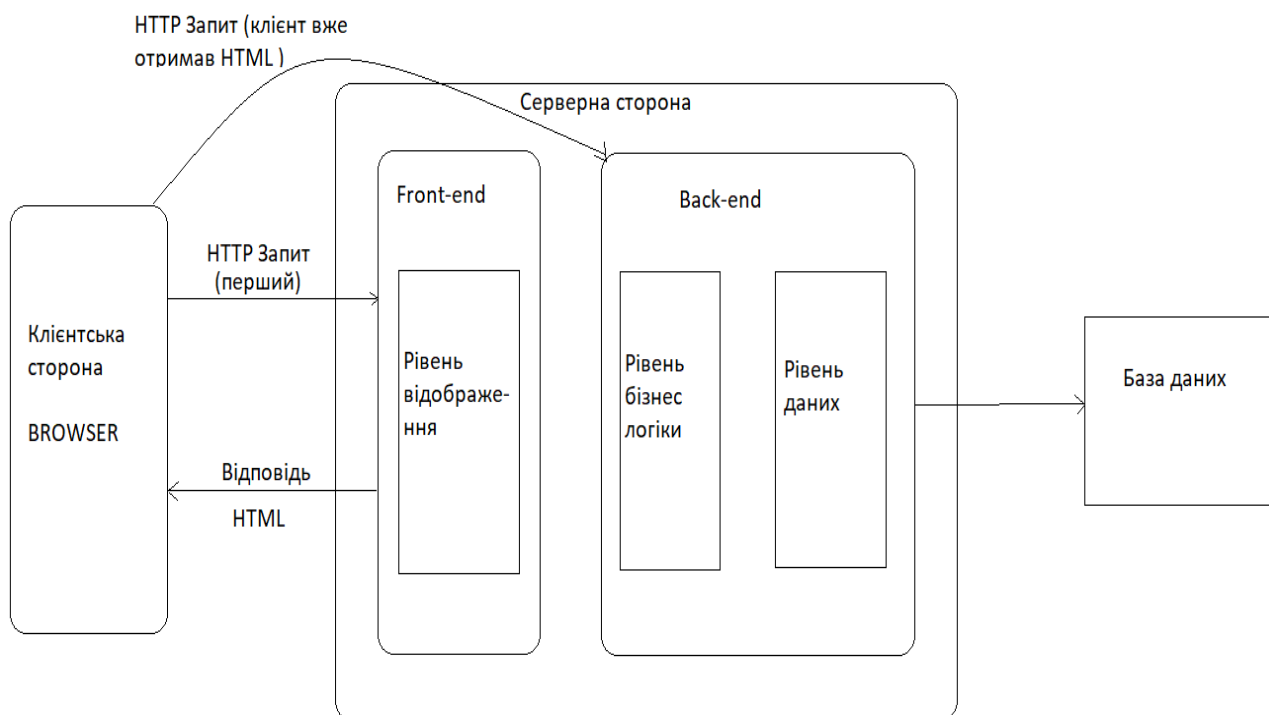 HTTP Запит (клієнт вже
отримав HTML )
Серверна сторона
Front-end
Back-end
HTTP Запит
(перший)
Клієнтська
сторона
BROWSER
Рівень
відображе-
ння
Рівень
бізнес
логіки
Рівень
даних
База даних
Відповідь
HTML